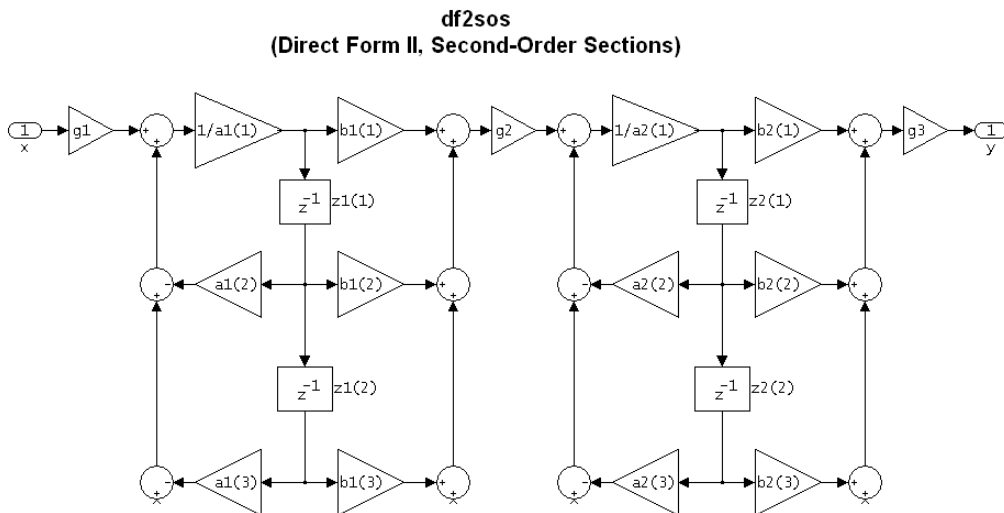 df2sos
(Direct Form II, Second-Order Sections)
1 g1 + + 1/a1(1) b1(1) + + g2 + + 1/a2(1) b2(1) + + g3 1
x y
z^-1 z1(1) z^-1 z2(1)
- + a1(2) b1(2) + + - + a2(2) b2(2) + +
z^-1 z1(2) z^-1 z2(2)
- + a1(3) b1(3) + + - + a2(3) b2(3) + +